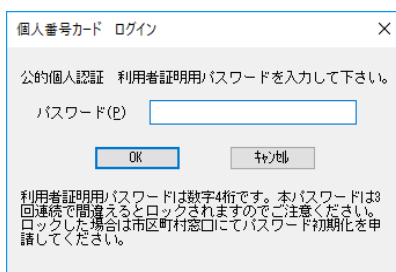 個人番号カード ログイン
公的個人認証 利用者証明用パスワードを入力して下さい。
パスワード(P)
OK
ｷｬﾝｾﾙ
利用者証明用パスワードは数字4桁です。本パスワードは3
回連続で間違えるとロックされますのでご注意ください。
ロックした場合は市区町村窓口にてパスワード初期化を申
請してください。